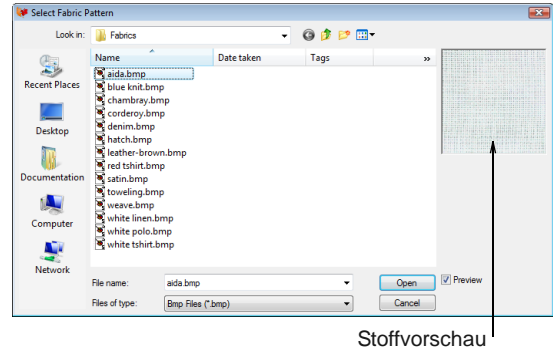 Select Fabric Pattern
Look in: Fabrics
Name Date taken Tags »
Recent Places
Desktop
Documentation
Computer
Network
aida.bmp
blue knit.bmp
chambray.bmp
corderoy.bmp
denim.bmp
hatch.bmp
leather-brown.bmp
red tshirt.bmp
satin.bmp
toweling.bmp
weave.bmp
white linen.bmp
white polo.bmp
white tshirt.bmp
File name: aida.bmp Open Preview
Files of type: Bmp Files (*.bmp) Cancel
Stoffvorschau